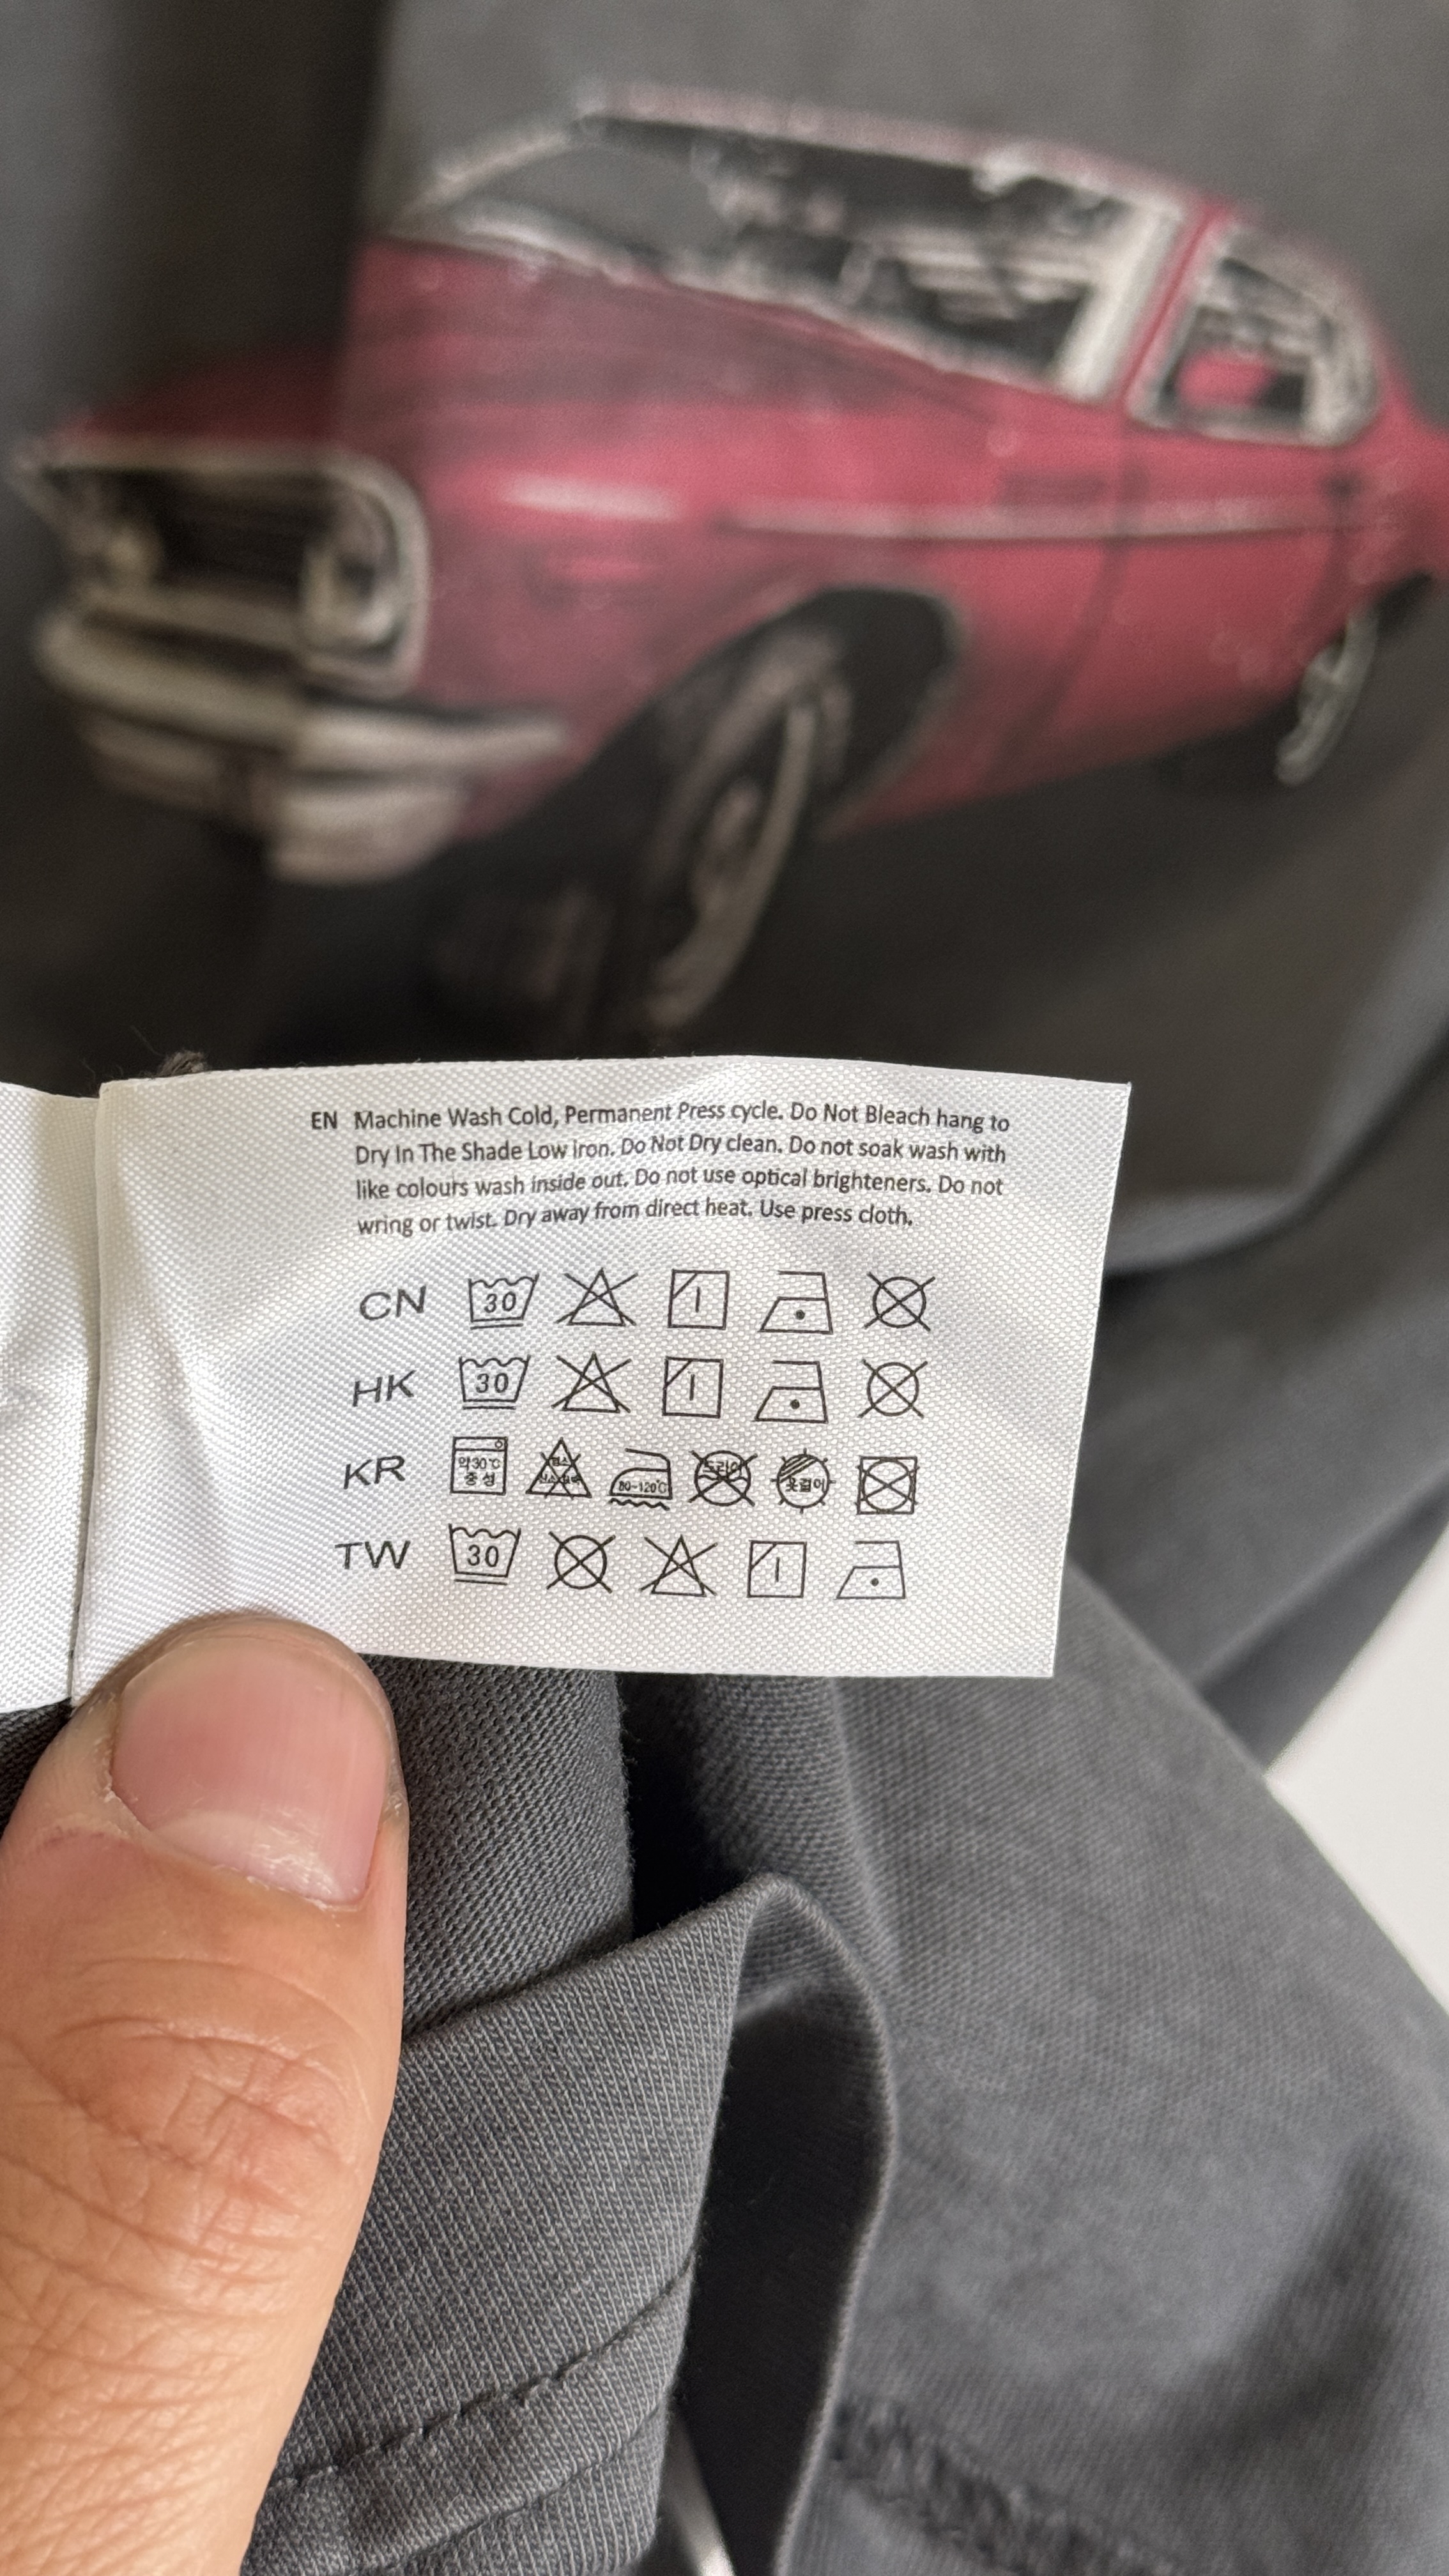 EN Machine Wash Cold, Permanent Press cycle. Do Not Bleach hang to
Dry In The Shade Low iron. Do Not Dry clean. Do not soak wash with
like colours wash inside out. Do not use optical brighteners. Do not
wring or twist. Dry away from direct heat. Use press cloth.
CN 30
HK 30
KR 약30℃ 중성 80~120℃ 드라이 옷걸이
TW 30